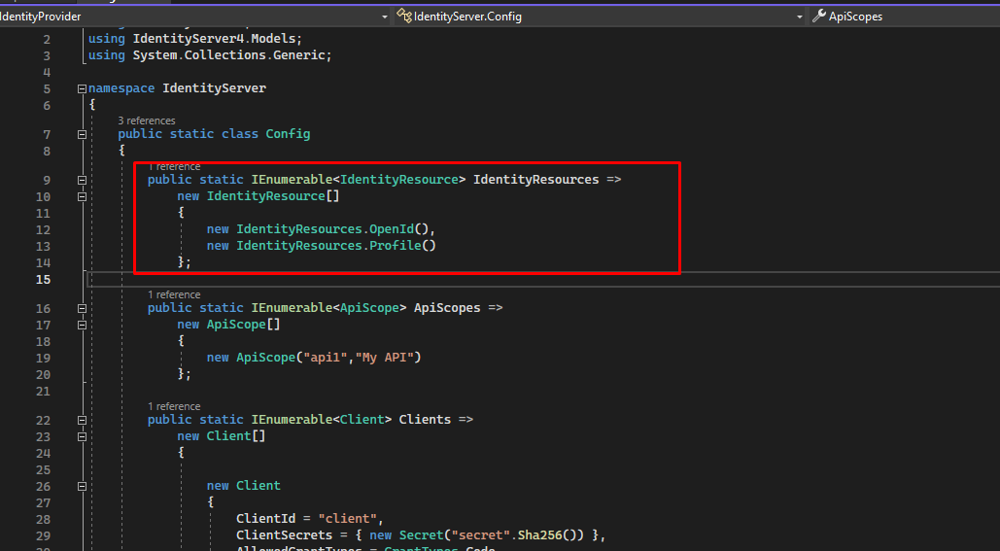 IdentityProvider IdentityServer.Config ApiScopes
2 using IdentityServer4.Models;
3 using System.Collections.Generic;
4
5 namespace IdentityServer
6 {
3 references
7 public static class Config
8 {
1 reference
9 public static IEnumerable<IdentityResource> IdentityResources =>
10 new IdentityResource[]
11 {
12 new IdentityResources.OpenId(),
13 new IdentityResources.Profile()
14 };
15
1 reference
16 public static IEnumerable<ApiScope> ApiScopes =>
17 new ApiScope[]
18 {
19 new ApiScope("api1","My API")
20 };
21
1 reference
22 public static IEnumerable<Client> Clients =>
23 new Client[]
24 {
25
26 new Client
27 {
28 ClientId = "client",
29 ClientSecrets = { new Secret("secret".Sha256()) },
AllowedGrantTypes = GrantTypes.Code